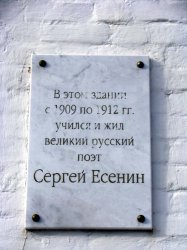 В этом здании
с 1909 по 1912 гг.
учился и жил
великий русский
поэт
Сергей Есенин